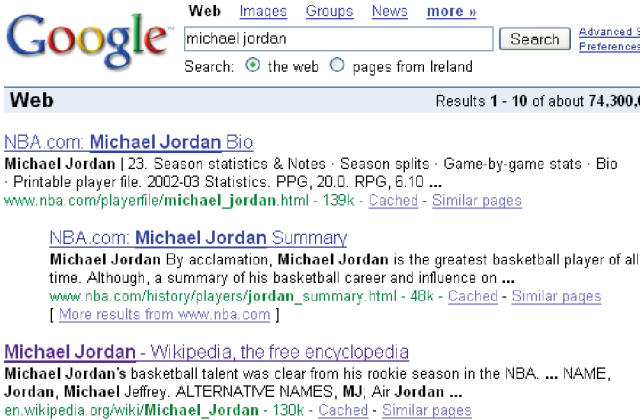 Web Images Groups News more »
Google
michael jordan Search Advanced S
Preferences
Search: the web pages from Ireland
Web Results 1 - 10 of about 74,300,0
NBA.com: Michael Jordan Bio
Michael Jordan | 23. Season statistics & Notes · Season splits · Game-by-game stats · Bio
· Printable player file. 2002-03 Statistics. PPG, 20.0. RPG, 6.10 ...
www.nba.com/playerfile/michael_jordan.html - 139k - Cached - Similar pages
NBA.com: Michael Jordan Summary
Michael Jordan By acclamation, Michael Jordan is the greatest basketball player of all
time. Although, a summary of his basketball career and influence on ...
www.nba.com/history/players/jordan_summary.html - 48k - Cached - Similar pages
[ More results from www.nba.com ]
Michael Jordan - Wikipedia, the free encyclopedia
Michael Jordan's basketball talent was clear from his rookie season in the NBA. ... NAME,
Jordan, Michael Jeffrey. ALTERNATIVE NAMES, MJ; Air Jordan ...
en.wikipedia.org/wiki/Michael_Jordan - 130k - Cached - Similar pages